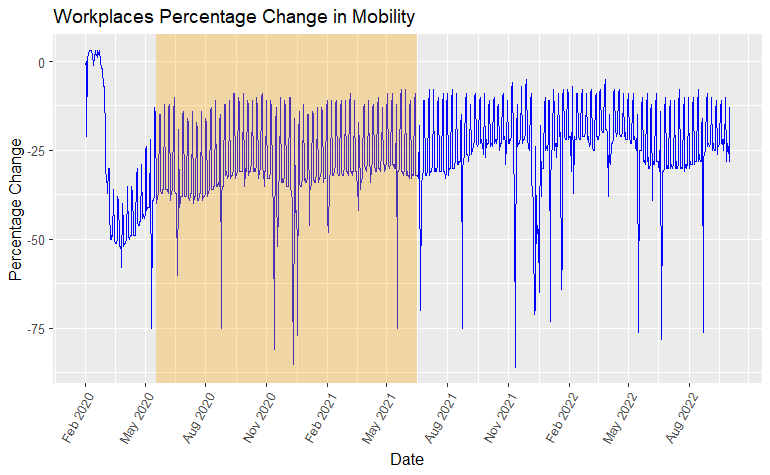 Workplaces Percentage Change in Mobility
Percentage Change
0
-25
-50
-75
Feb 2020
May 2020
Aug 2020
Nov 2020
Feb 2021
May 2021
Aug 2021
Nov 2021
Feb 2022
May 2022
Aug 2022
Date